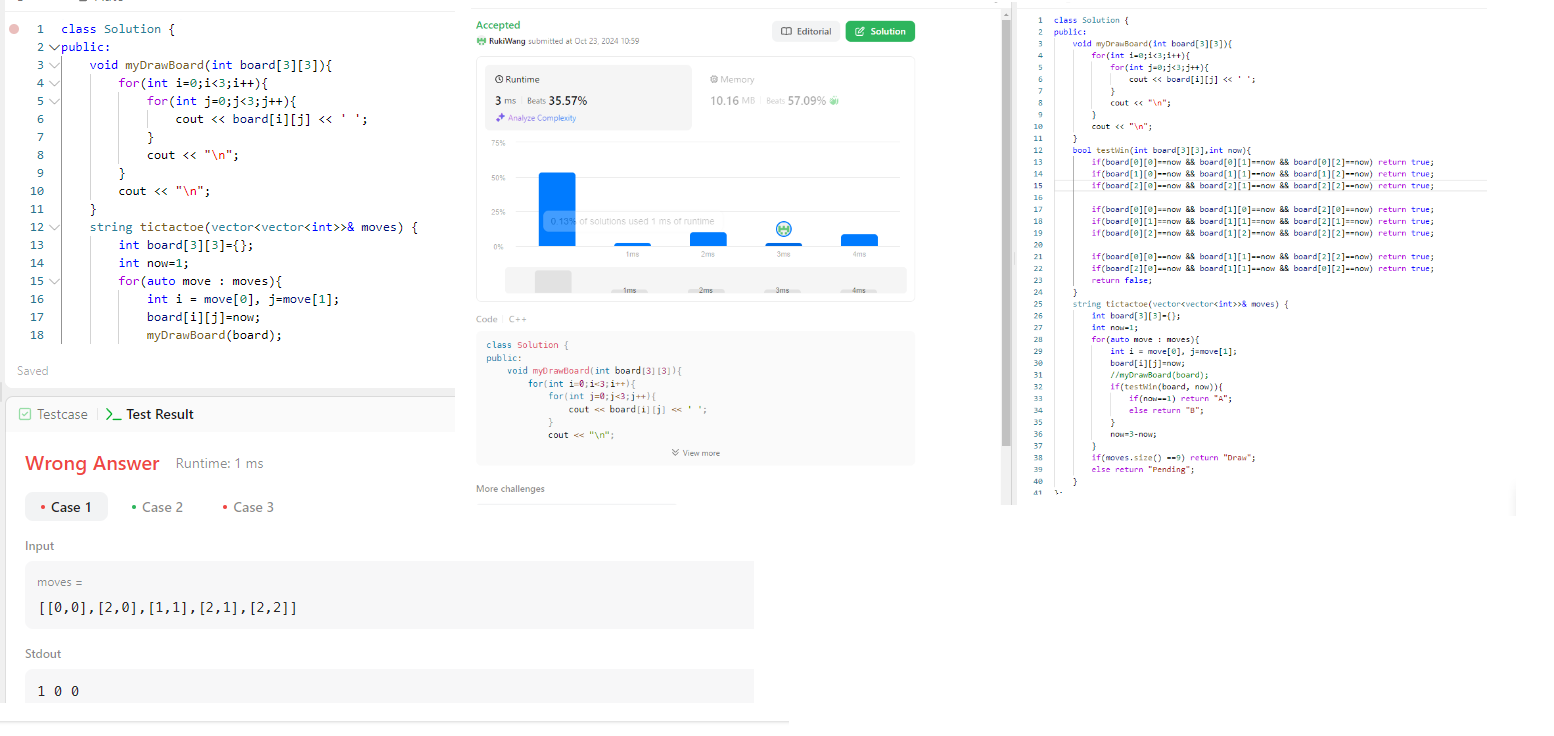 1 class Solution {
2 public:
3 void myDrawBoard(int board[3][3]){
4 for(int i=0;i<3;i++){
5 for(int j=0;j<3;j++){
6 cout << board[i][j] << ' ';
7 }
8 cout << "\n";
9 }
10 cout << "\n";
11 }
12 string tictactoe(vector<vector<int>>& moves) {
13 int board[3][3]={};
14 int now=1;
15 for(auto move : moves){
16 int i = move[0], j=move[1];
17 board[i][j]=now;
18 myDrawBoard(board);
Saved
Testcase
Test Result
Wrong Answer Runtime: 1 ms
Case 1 Case 2 Case 3
Input
moves =
[[0,0],[2,0],[1,1],[2,1],[2,2]]
Stdout
1 0 0
Accepted
RukiWang submitted at Oct 23, 2024 10:59
Editorial
Solution
Runtime
3 ms Beats 35.57%
Analyze Complexity
Memory
10.16 MB Beats 57.09%
75%
50%
25%
0%
0.13% of solutions used 1 ms of runtime
1ms 2ms 3ms 4ms
1ms 2ms 3ms 4ms
Code C++
class Solution {
public:
void myDrawBoard(int board[3][3]){
for(int i=0;i<3;i++){
for(int j=0;j<3;j++){
cout << board[i][j] << ' ';
}
cout << "\n";
View more
More challenges
1 class Solution {
2 public:
3 void myDrawBoard(int board[3][3]){
4 for(int i=0;i<3;i++){
5 for(int j=0;j<3;j++){
6 cout << board[i][j] << ' ';
7 }
8 cout << "\n";
9 }
10 cout << "\n";
11 }
12 bool testWin(int board[3][3],int now){
13 if(board[0][0]==now && board[0][1]==now && board[0][2]==now) return true;
14 if(board[1][0]==now && board[1][1]==now && board[1][2]==now) return true;
15 if(board[2][0]==now && board[2][1]==now && board[2][2]==now) return true;
16
17 if(board[0][0]==now && board[1][0]==now && board[2][0]==now) return true;
18 if(board[0][1]==now && board[1][1]==now && board[2][1]==now) return true;
19 if(board[0][2]==now && board[1][2]==now && board[2][2]==now) return true;
20
21 if(board[0][0]==now && board[1][1]==now && board[2][2]==now) return true;
22 if(board[2][0]==now && board[1][1]==now && board[0][2]==now) return true;
23 return false;
24 }
25 string tictactoe(vector<vector<int>>& moves) {
26 int board[3][3]={};
27 int now=1;
28 for(auto move : moves){
29 int i = move[0], j=move[1];
30 board[i][j]=now;
31 //myDrawBoard(board);
32 if(testWin(board, now)){
33 if(now==1) return "A";
34 else return "B";
35 }
36 now=3-now;
37 }
38 if(moves.size() ==9) return "Draw";
39 else return "Pending";
40 }
41 };